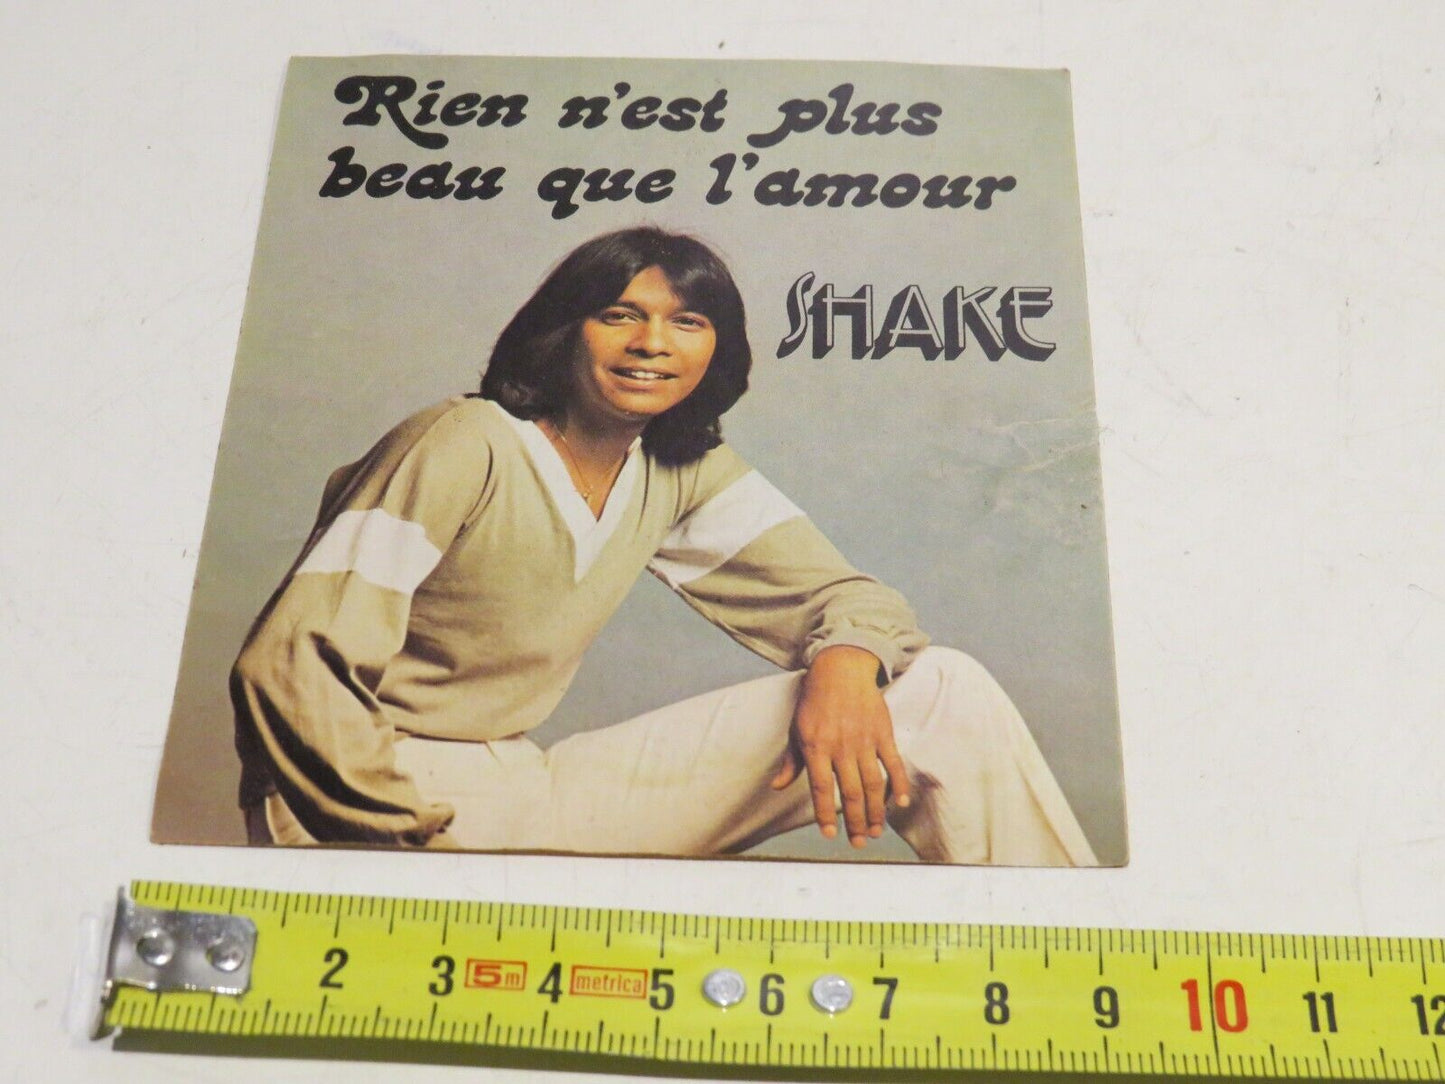 Rien n'est plus
beau que l'amour
SHAKE
2 3 5m 4 metrica 5 6 7 8 9 10 11 12